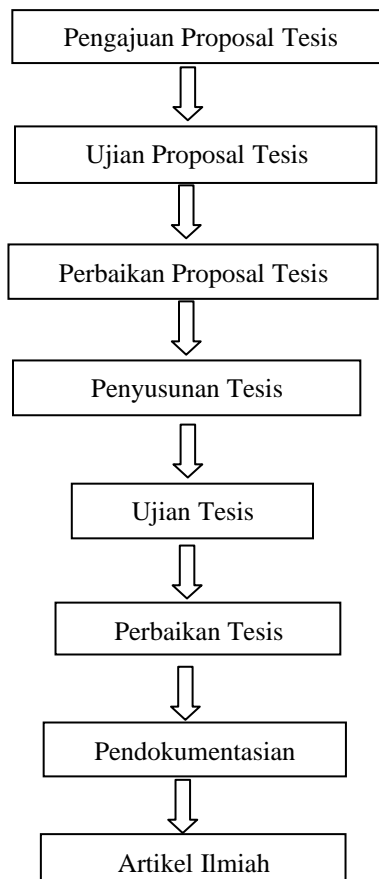 Pengajuan Proposal Tesis
Ujian Proposal Tesis
Perbaikan Proposal Tesis
Penyusunan Tesis
Ujian Tesis
Perbaikan Tesis
Pendokumentasian
Artikel Ilmiah